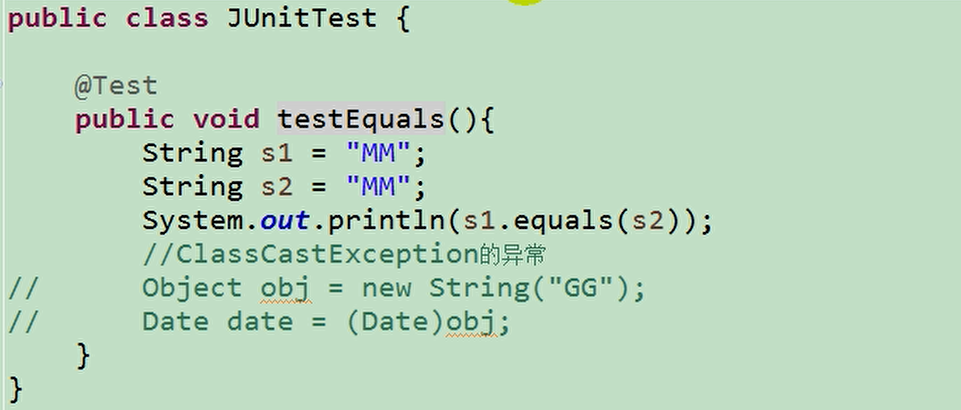 public class JUnitTest {
@Test
public void testEquals(){
String s1 = "MM";
String s2 = "MM";
System.out.println(s1.equals(s2));
//ClassCastException的异常
// Object obj = new String("GG");
// Date date = (Date)obj;
}
}